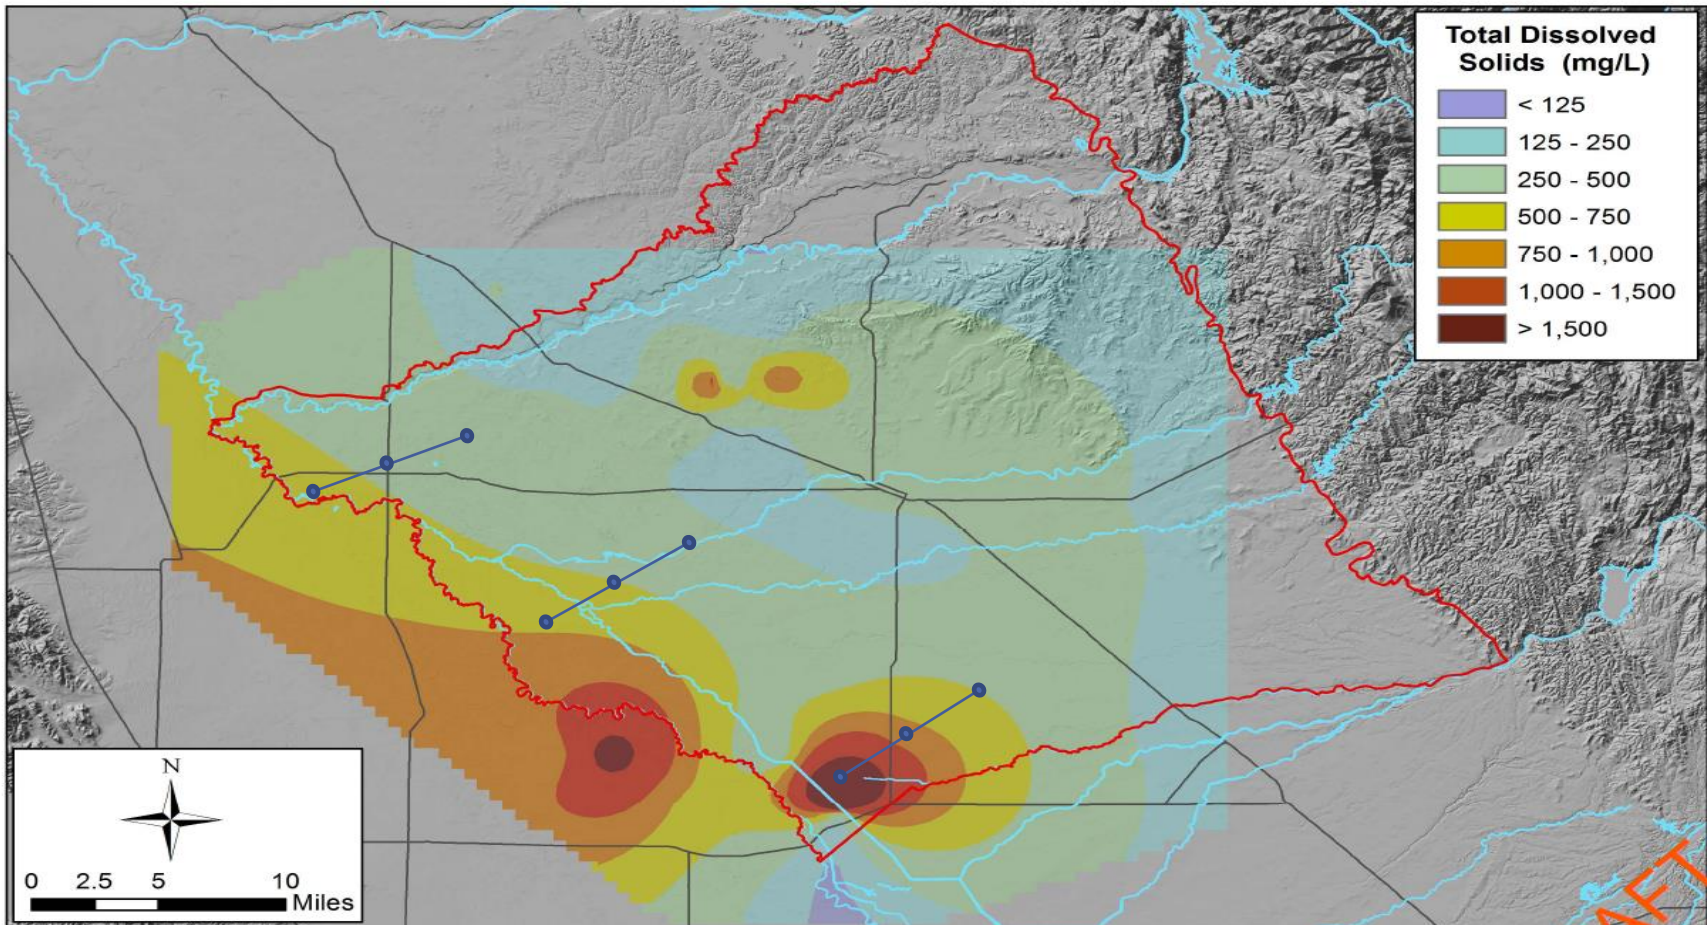 Total Dissolved
Solids (mg/L)
< 125
125 - 250
250 - 500
500 - 750
750 - 1,000
1,000 - 1,500
> 1,500
N
0 2.5 5 10
Miles
AFT